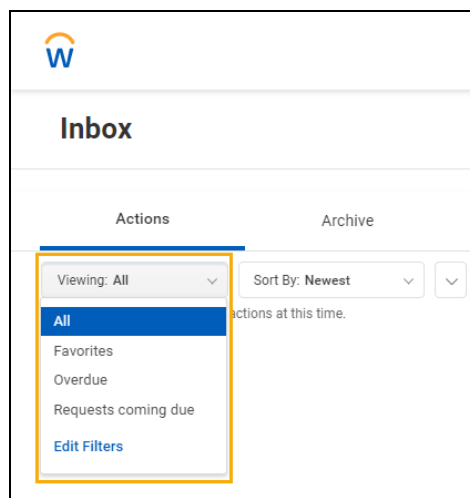 W
Inbox
Actions Archive
Viewing: All Sort By: Newest
All
actions at this time.
Favorites
Overdue
Requests coming due
Edit Filters